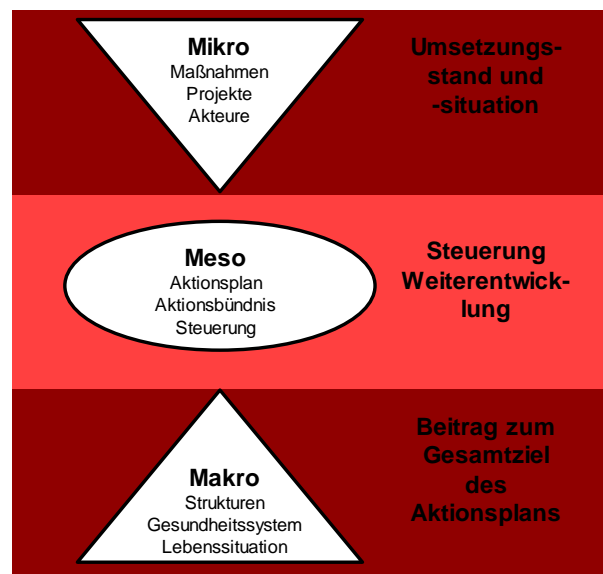 Mikro
Maßnahmen
Projekte
Akteure
Umsetzungs-
stand und
-situation
Meso
Aktionsplan
Aktionsbündnis
Steuerung
Steuerung
Weiterentwick-
lung
Makro
Strukturen
Gesundheitssystem
Lebenssituation
Beitrag zum
Gesamtziel
des
Aktionsplans